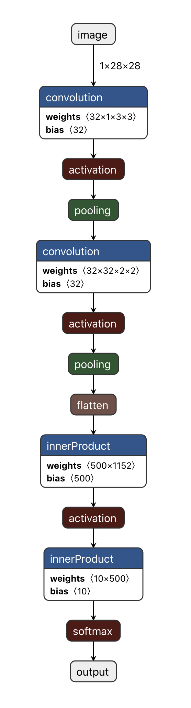 image
1×28×28
convolution
weights ⟨32×1×3×3⟩
bias ⟨32⟩
activation
pooling
convolution
weights ⟨32×32×2×2⟩
bias ⟨32⟩
activation
pooling
flatten
innerProduct
weights ⟨500×1152⟩
bias ⟨500⟩
activation
innerProduct
weights ⟨10×500⟩
bias ⟨10⟩
softmax
output